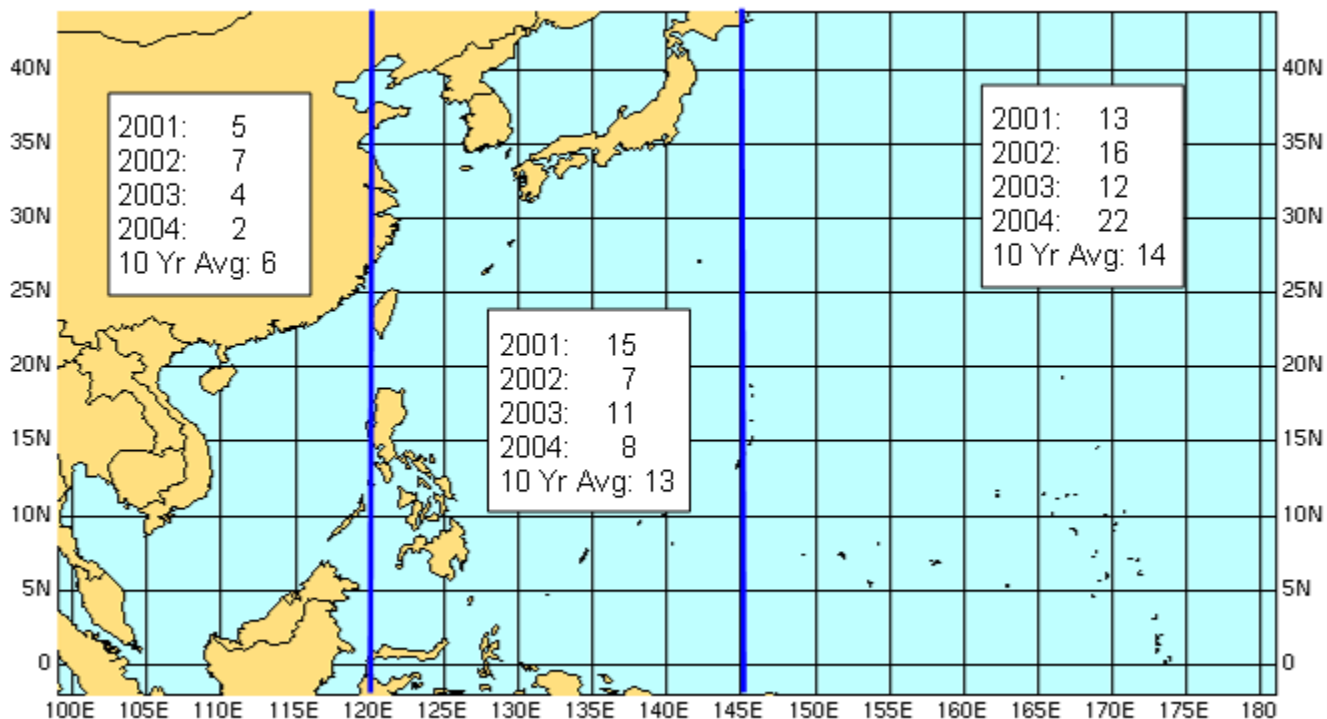 40N
35N
30N
25N
20N
15N
10N
5N
0
2001: 5
2002: 7
2003: 4
2004: 2
10 Yr Avg: 6
2001: 15
2002: 7
2003: 11
2004: 8
10 Yr Avg: 13
2001: 13
2002: 16
2003: 12
2004: 22
10 Yr Avg: 14
40N
35N
30N
25N
20N
15N
10N
5N
0
100E 105E 110E 115E 120E 125E 130E 135E 140E 145E 150E 155E 160E 165E 170E 175E 180